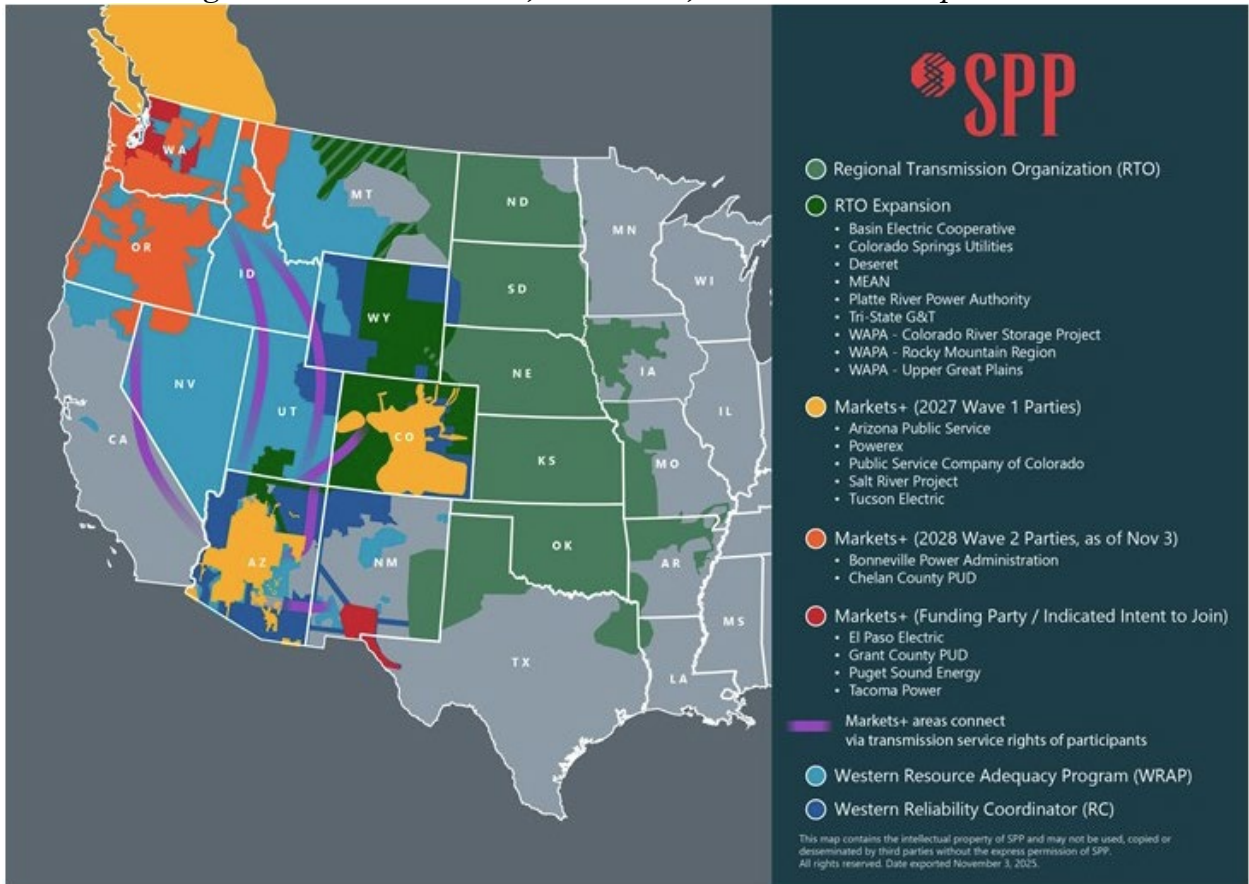 SPP
Regional Transmission Organization (RTO)
RTO Expansion
• Basin Electric Cooperative
• Colorado Springs Utilities
• Deseret
• MEAN
• Platte River Power Authority
• Tri-State G&T
• WAPA - Colorado River Storage Project
• WAPA - Rocky Mountain Region
• WAPA - Upper Great Plains
Markets+ (2027 Wave 1 Parties)
• Arizona Public Service
• Powerex
• Public Service Company of Colorado
• Salt River Project
• Tucson Electric
Markets+ (2028 Wave 2 Parties, as of Nov 3)
• Bonneville Power Administration
• Chelan County PUD
Markets+ (Funding Party / Indicated Intent to Join)
• El Paso Electric
• Grant County PUD
• Puget Sound Energy
• Tacoma Power
Markets+ areas connect
via transmission service rights of participants
Western Resource Adequacy Program (WRAP)
Western Reliability Coordinator (RC)
This map contains the intellectual property of SPP and may not be used, copied or
desseminated by third parties without the express permission of SPP.
All rights reserved. Date exported November 3, 2025.
WA
MT
ND
MN
OR
ID
SD
WI
WY
NV
UT
NE
IA
IL
CA
CO
KS
MO
AZ
NM
OK
AR
TX
MS
LA